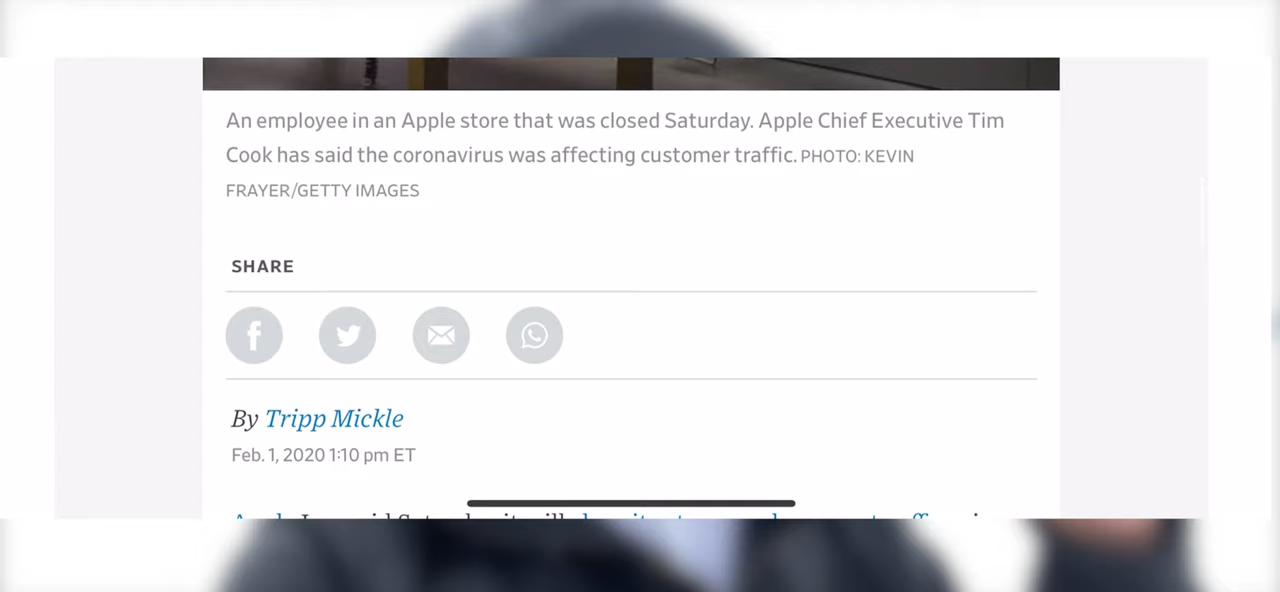 An employee in an Apple store that was closed Saturday. Apple Chief Executive Tim
Cook has said the coronavirus was affecting customer traffic. PHOTO: KEVIN
FRAYER/GETTY IMAGES
SHARE
By Tripp Mickle
Feb. 1, 2020 1:10 pm ET